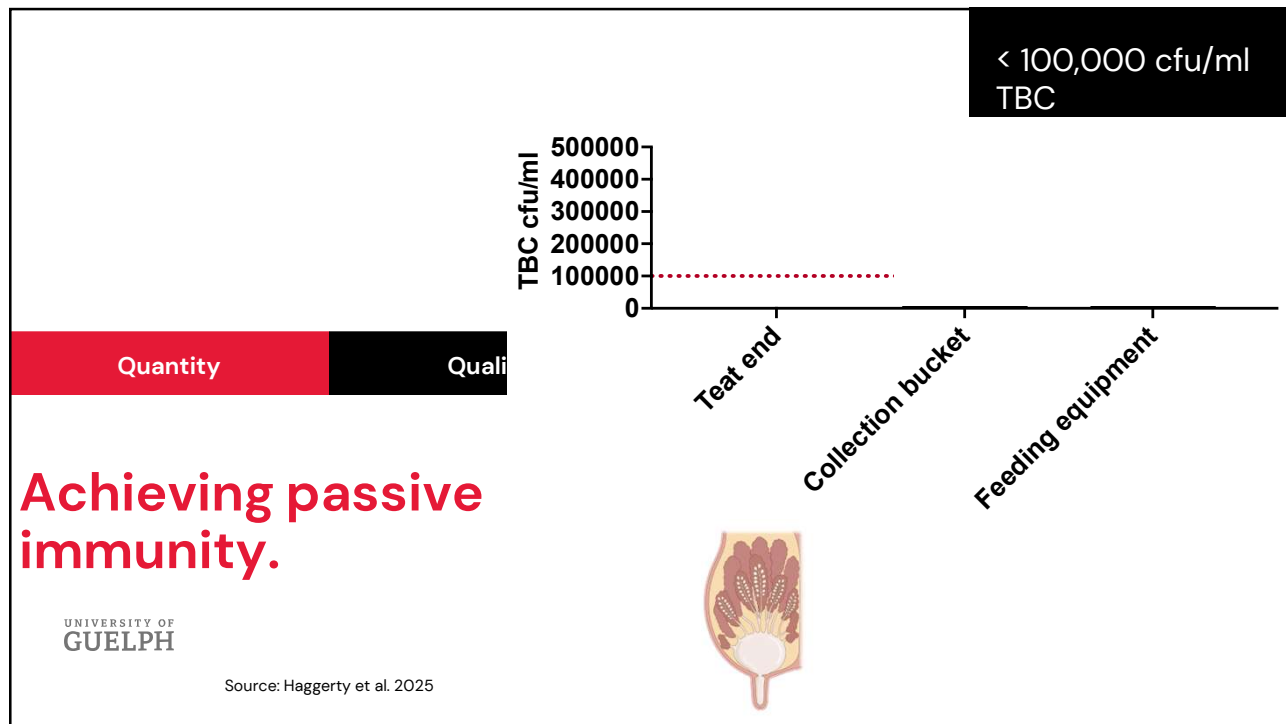 < 100,000 cfu/ml
TBC
TBC cfu/ml
500000
400000
300000
200000
100000
0
Teat end
Collection bucket
Feeding equipment
Quantity
Quali
Achieving passive
immunity.
UNIVERSITY OF
GUELPH
Source: Haggerty et al. 2025